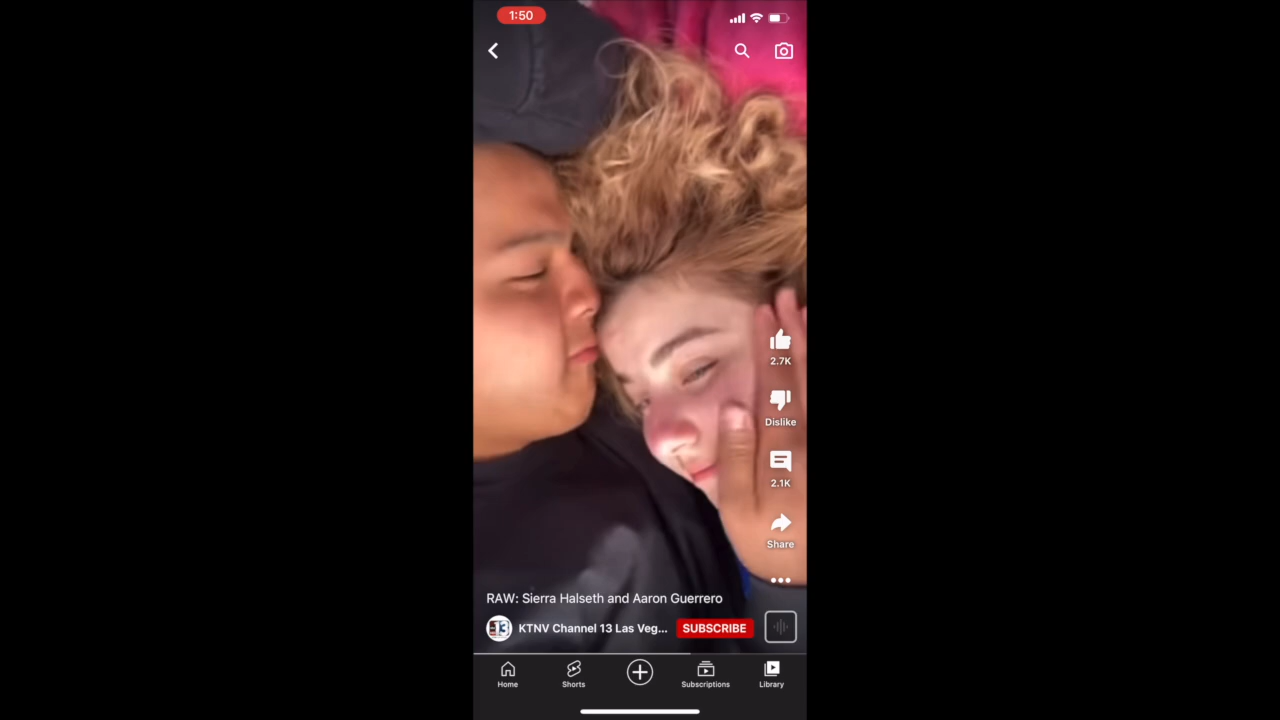 1:50
2.7K
Dislike
2.1K
Share
RAW: Sierra Halseth and Aaron Guerrero
13 KTNV Channel 13 Las Veg... SUBSCRIBE
Home Shorts Subscriptions Library